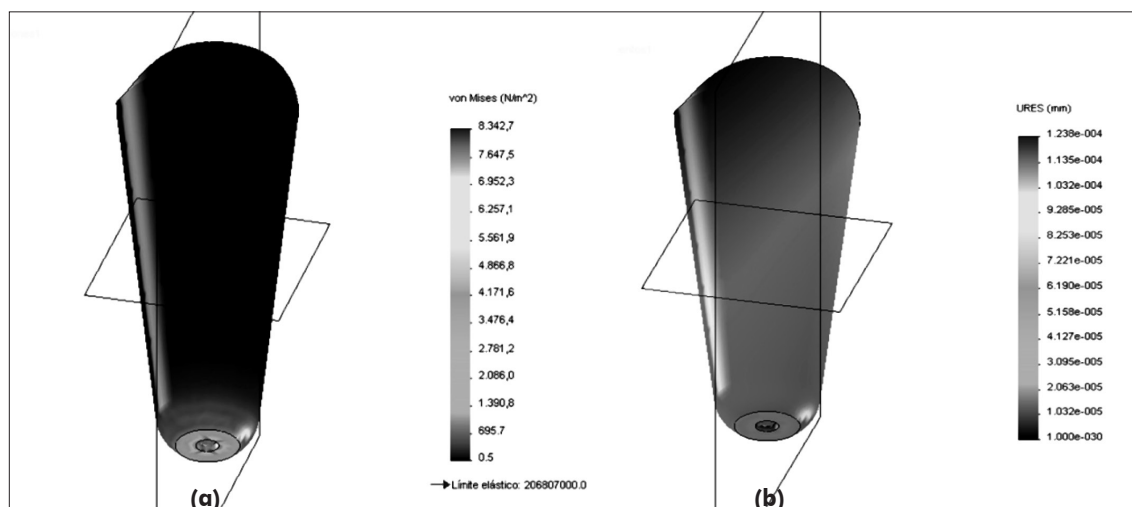 von Mises (N/m^2)
8.342,7
7.647,5
6.952,3
6.257,1
5.561,9
4.866,8
4.171,6
3.476,4
2.781,2
2.086,0
1.390,8
695.7
0.5
Límite elástico: 206807000.0
(a)
URES (mm)
1.238e-004
1.135e-004
1.032e-004
9.285e-005
8.253e-005
7.221e-005
6.190e-005
5.158e-005
4.127e-005
3.095e-005
2.063e-005
1.032e-005
1.000e-030
(b)